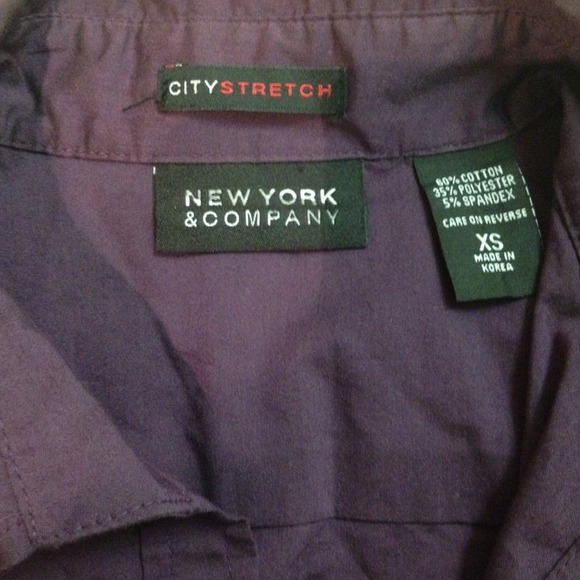 CITYSTRETCH
NEW YORK
& COMPANY
60% COTTON
35% POLYESTER
5% SPANDEX
CARE ON REVERSE
XS
MADE IN
KOREA